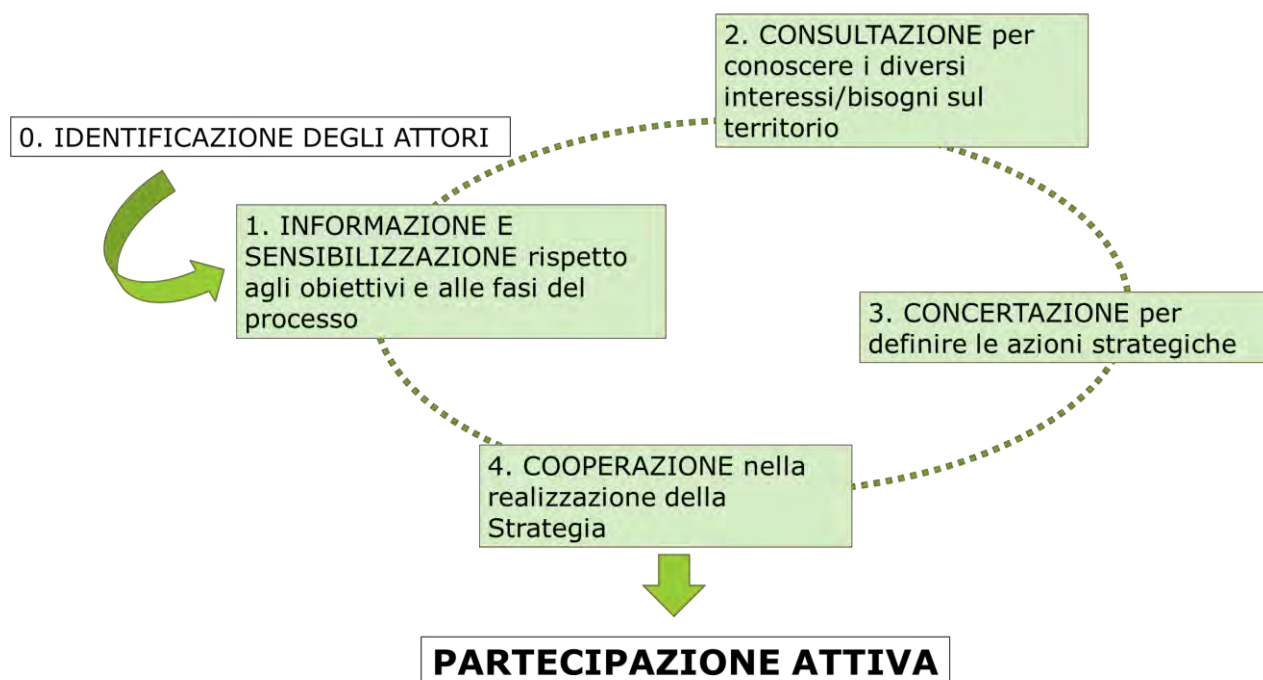 0. IDENTIFICAZIONE DEGLI ATTORI
1. INFORMAZIONE E
SENSIBILIZZAZIONE rispetto
agli obiettivi e alle fasi del
processo
2. CONSULTAZIONE per
conoscere i diversi
interessi/bisogni sul
territorio
3. CONCERTAZIONE per
definire le azioni strategiche
4. COOPERAZIONE nella
realizzazione della
Strategia
PARTECIPAZIONE ATTIVA